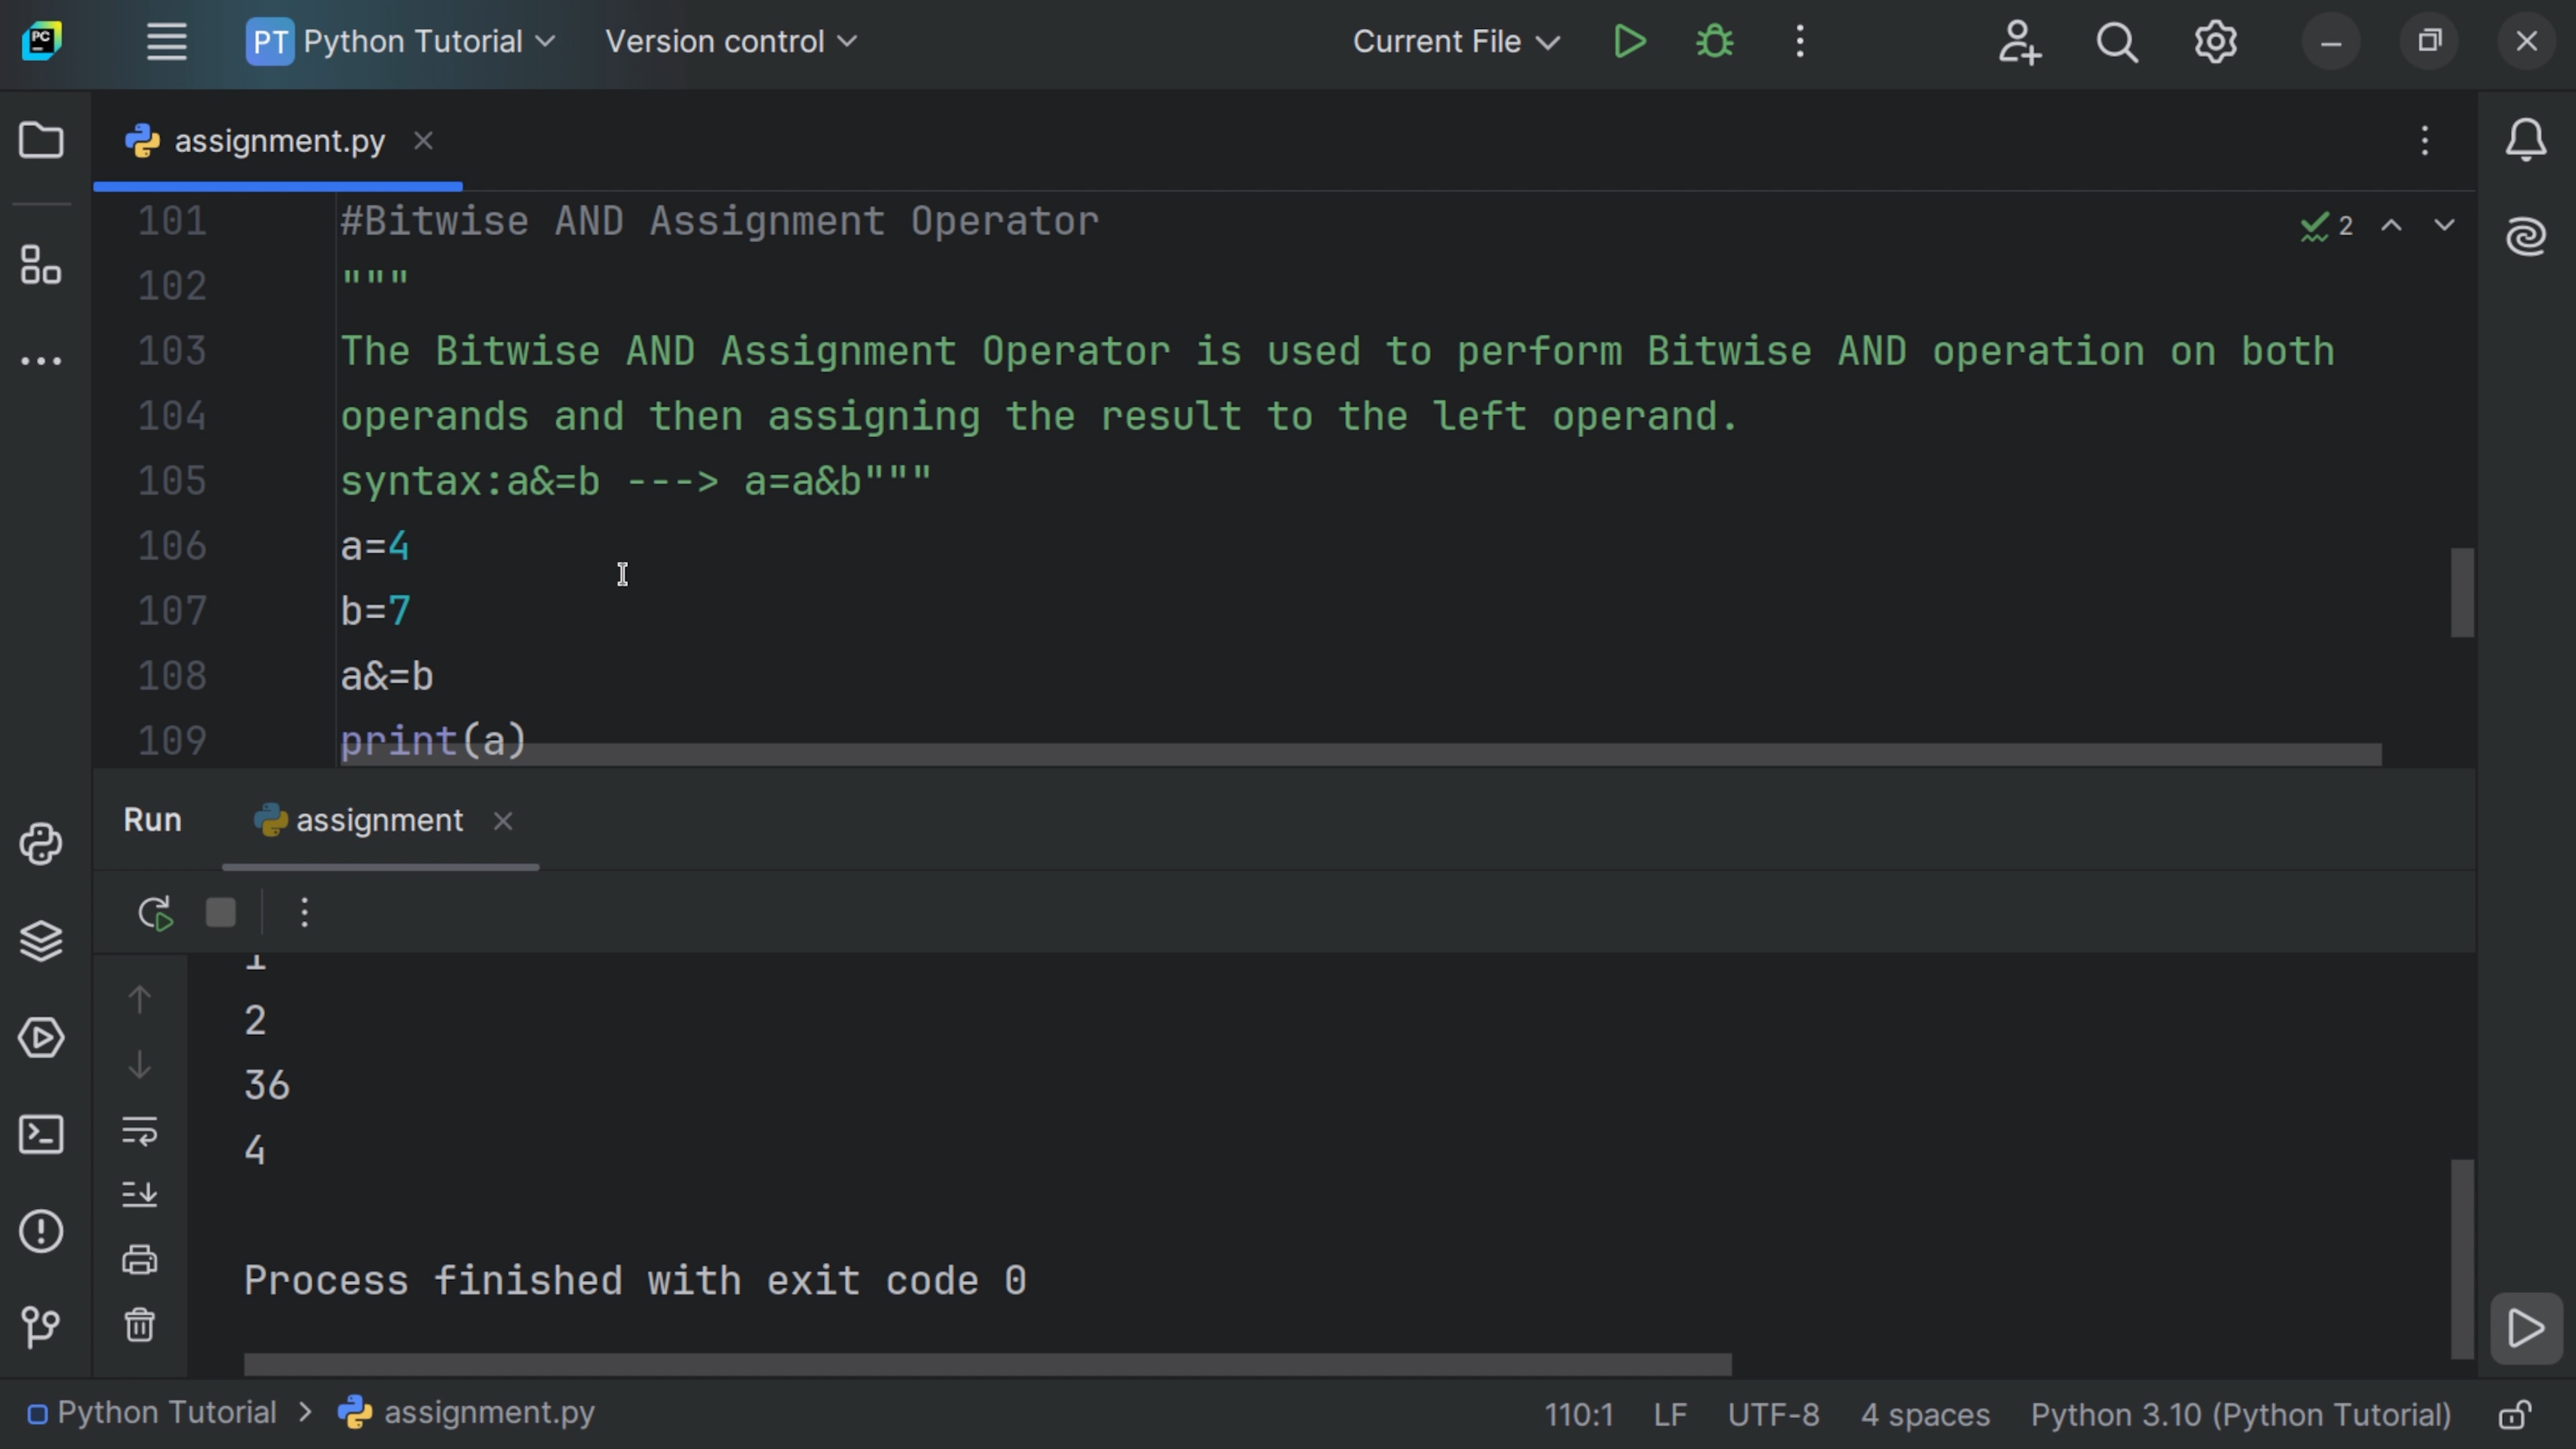 PC PT Python Tutorial Version control Current File
assignment.py
101 #Bitwise AND Assignment Operator 2
102 """
103 The Bitwise AND Assignment Operator is used to perform Bitwise AND operation on both
104 operands and then assigning the result to the left operand.
105 syntax:a&=b ---> a=a&b"""
106 a=4
107 b=7
108 a&=b
109 print(a)
Run assignment
1
2
36
4
Process finished with exit code 0
Python Tutorial > assignment.py 110:1 LF UTF-8 4 spaces Python 3.10 (Python Tutorial)